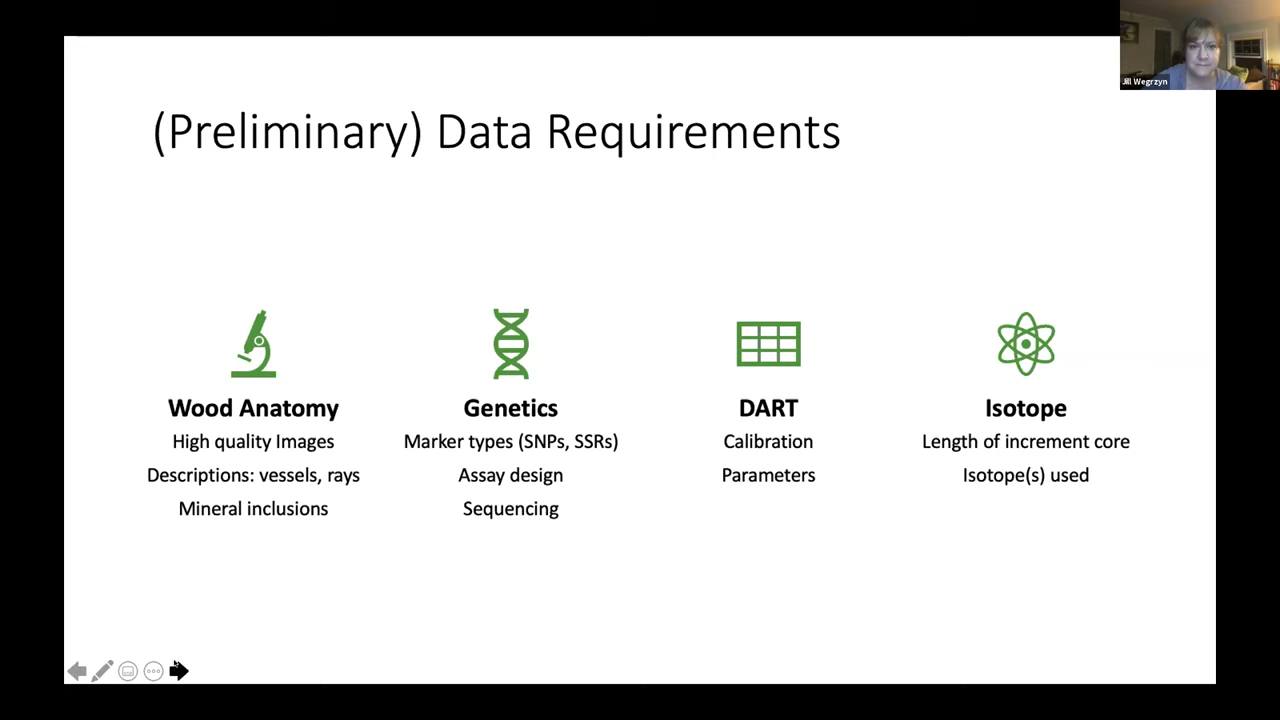 Jill Wegrzyn
(Preliminary) Data Requirements
Wood Anatomy
High quality Images
Descriptions: vessels, rays
Mineral inclusions
Genetics
Marker types (SNPs, SSRs)
Assay design
Sequencing
DART
Calibration
Parameters
Isotope
Length of increment core
Isotope(s) used